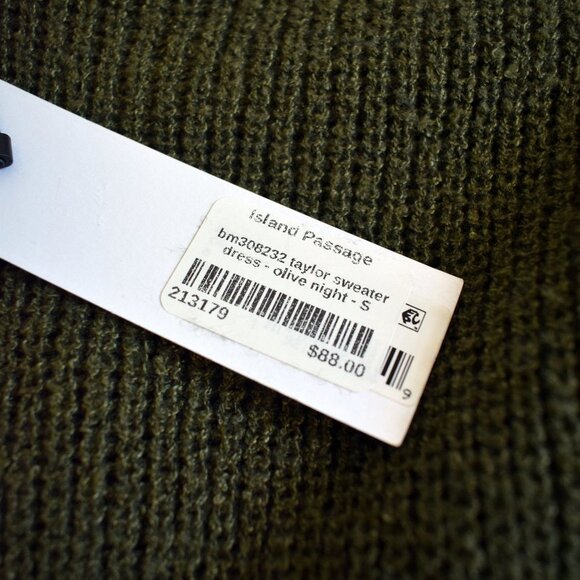 Island Passage
bm308232 taylor sweater
dress - olive night - S
213179
$88.00
9